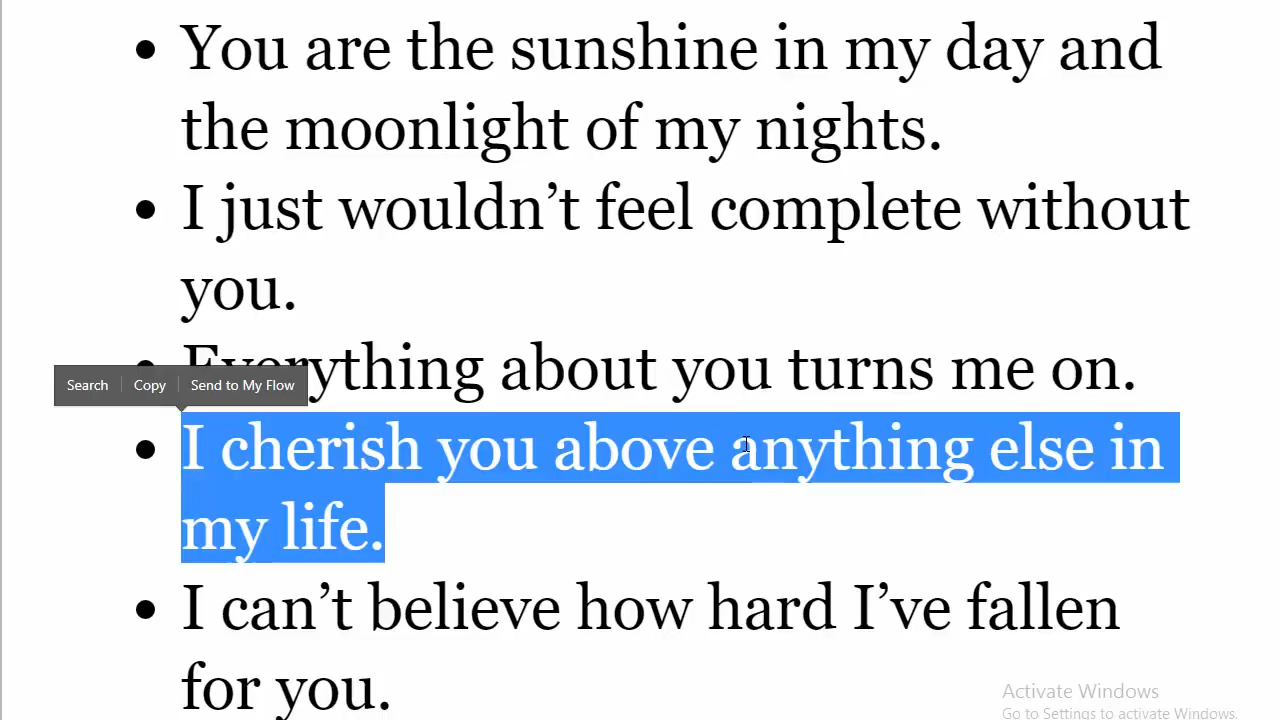 • You are the sunshine in my day and
the moonlight of my nights.
• I just wouldn’t feel complete without
you.
• Everything about you turns me on.
Search Copy Send to My Flow
• I cherish you above anything else in
my life.
• I can’t believe how hard I’ve fallen
for you.
Activate Windows
Go to Settings to activate Windows.